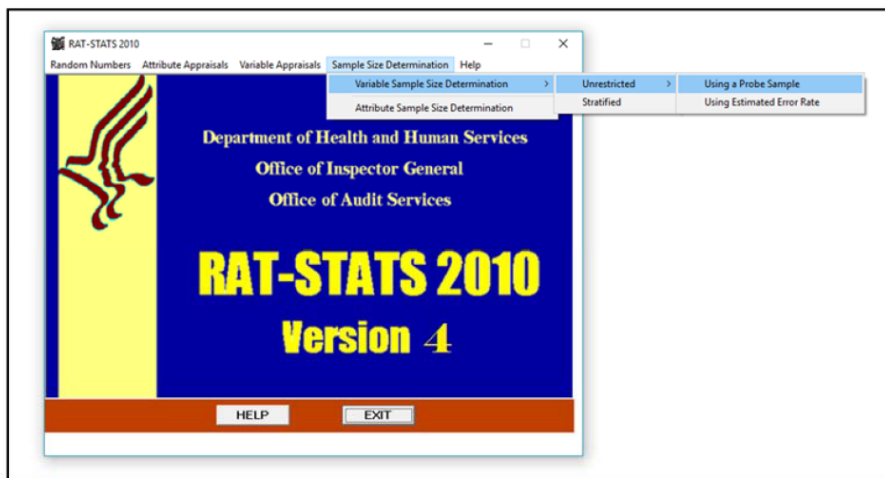 RAT-STATS 2010
Random Numbers Attribute Appraisals Variable Appraisals Sample Size Determination Help
Variable Sample Size Determination > Unrestricted > Using a Probe Sample
Attribute Sample Size Determination Stratified Using Estimated Error Rate
Department of Health and Human Services
Office of Inspector General
Office of Audit Services
RAT-STATS 2010
Version 4
HELP EXIT